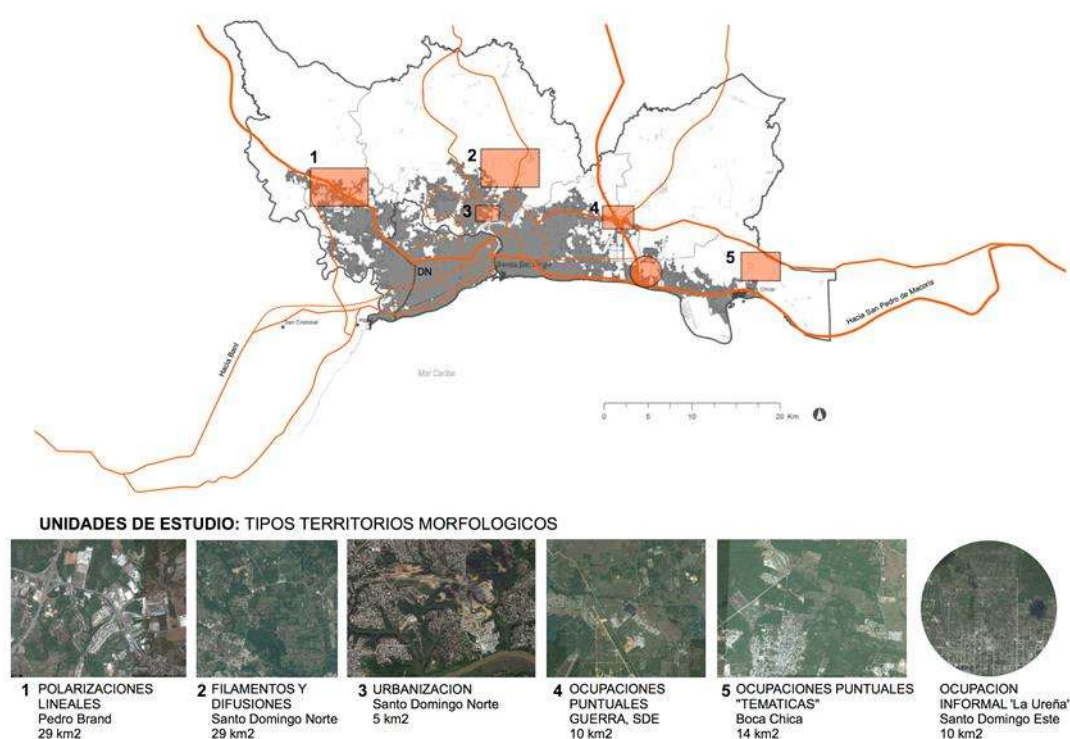 1
2
3
4
5
DN
San Cristobal
Hacia Bani
Hacia San Pedro de Macoris
Mar Caribe
0 5 10 20 Km
UNIDADES DE ESTUDIO: TIPOS TERRITORIOS MORFOLOGICOS
1 POLARIZACIONES
LINEALES
Pedro Brand
29 km2
2 FILAMENTOS Y
DIFUSIONES
Santo Domingo Norte
29 km2
3 URBANIZACION
Santo Domingo Norte
5 km2
4 OCUPACIONES
PUNTUALES
GUERRA, SDE
10 km2
5 OCUPACIONES PUNTUALES
"TEMATICAS"
Boca Chica
14 km2
OCUPACION
INFORMAL 'La Ureña'
Santo Domingo Este
10 km2